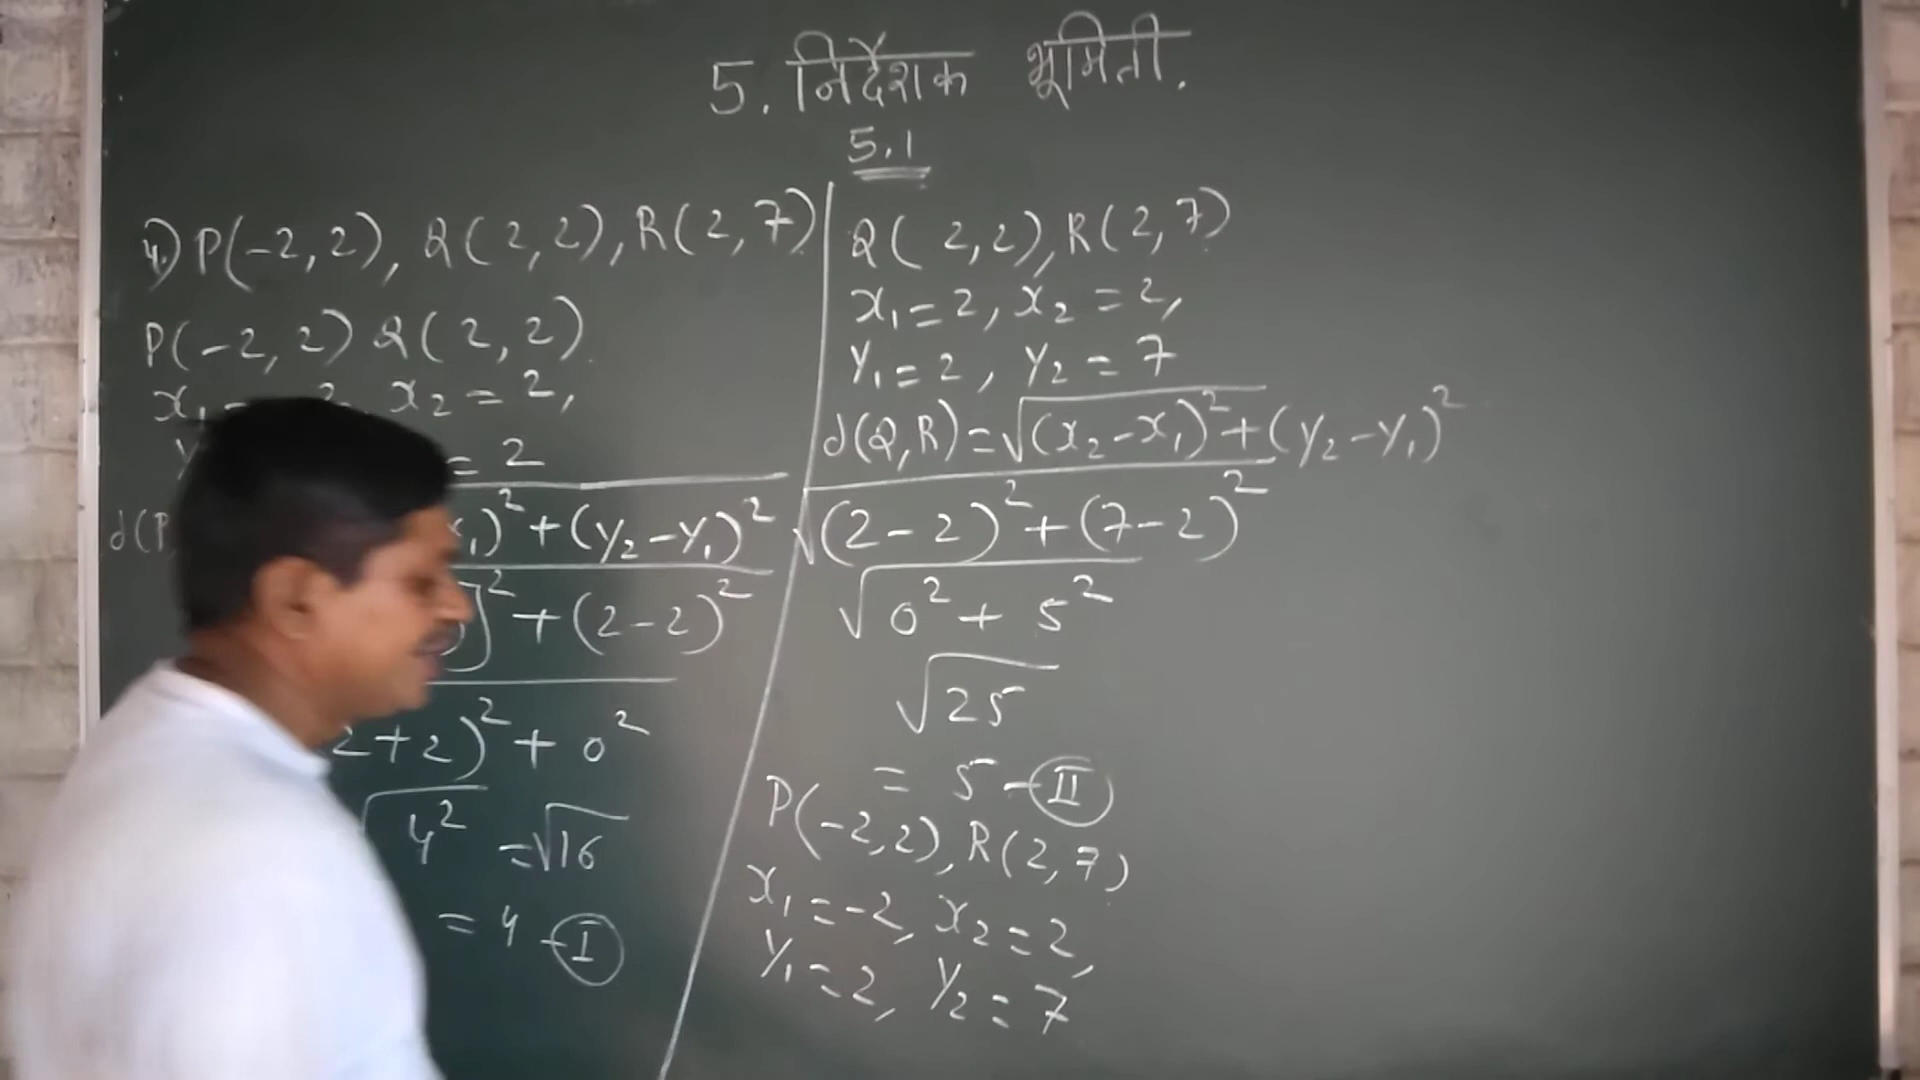 5. निर्देशक भूमिती.
5.1
4.) P(-2,2), Q(2,2), R(2,7)
P(-2,2) Q(2,2)
x₁ = 2, x₂ = 2,
y = 2
d(P x₁)² + (y₂-y₁)²
]² + (2-2)²
2+2)² + 0²
√4² = √16
= 4 - Ⅰ
Q(2,2), R(2,7)
x₁ = 2, x₂ = 2,
y₁ = 2, y₂ = 7
d(Q,R) = √(x₂-x₁)² + (y₂-y₁)²
√(2-2)² + (7-2)²
√0² + 5²
√25
= 5 - Ⅱ
P(-2,2), R(2,7)
x₁ = -2, x₂ = 2,
y₁ = 2, y₂ = 7